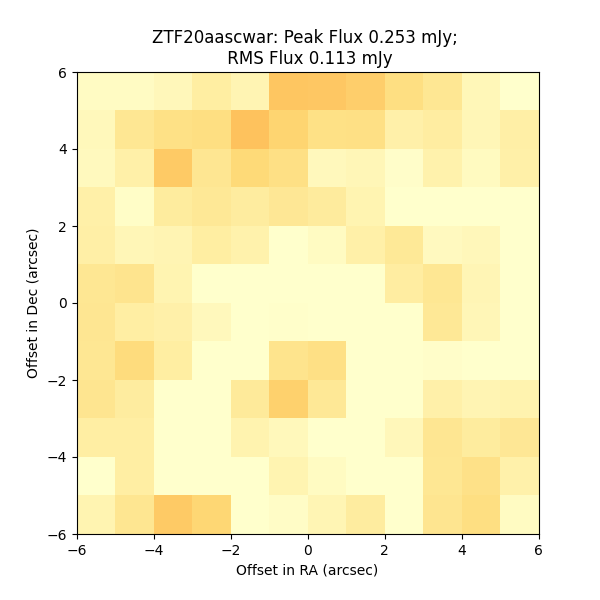 ZTF20aascwar: Peak Flux 0.253 mJy;
RMS Flux 0.113 mJy
6
4
2
0
−2
−4
−6
Offset in Dec (arcsec)
−6 −4 −2 0 2 4 6
Offset in RA (arcsec)